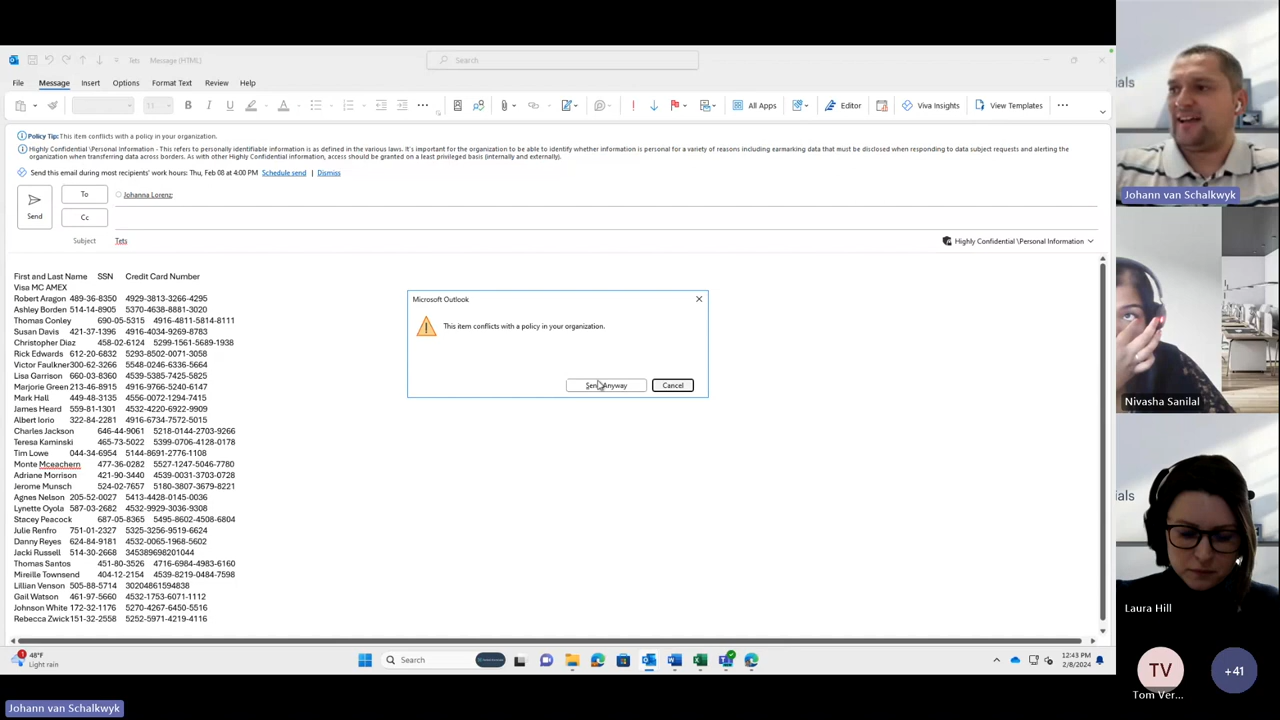 Tets Message (HTML)
Search
File Message Insert Options Format Text Review Help
11 B I U A All Apps Editor Viva Insights View Templates
Policy Tip: This item conflicts with a policy in your organization.
Highly Confidential \Personal Information - This refers to personally identifiable information is as defined in the various laws. It's important for the organization to be able to identify whether information is personal for a variety of reasons including earmarking data that must be disclosed when responding to data subject requests and alerting the
organization when transferring data across borders. As with other Highly Confidential information, access should be granted on a least privileged basis (internally and externally).
Send this email during most recipients' work hours: Thu, Feb 08 at 4:00 PM Schedule send | Dismiss
Send
To Johanna Lorenz;
Cc
Subject Tets
Highly Confidential \Personal Information
First and Last Name SSN Credit Card Number
Visa MC AMEX
Robert Aragon 489-36-8350 4929-3813-3266-4295
Ashley Borden 514-14-8905 5370-4638-8881-3020
Thomas Conley 690-05-5315 4916-4811-5814-8111
Susan Davis 421-37-1396 4916-4034-9269-8783
Christopher Diaz 458-02-6124 5299-1561-5689-1938
Rick Edwards 612-20-6832 5293-8502-0071-3058
Victor Faulkner 300-62-3266 5548-0246-6336-5664
Lisa Garrison 660-03-8360 4539-5385-7425-5825
Marjorie Green 213-46-8915 4916-9766-5240-6147
Mark Hall 449-48-3135 4556-0072-1294-7415
James Heard 559-81-1301 4532-4220-6922-9909
Albert Iorio 322-84-2281 4916-6734-7572-5015
Charles Jackson 646-44-9061 5218-0144-2703-9266
Teresa Kaminski 465-73-5022 5399-0706-4128-0178
Tim Lowe 044-34-6954 5144-8691-2776-1108
Monte Mceachern 477-36-0282 5527-1247-5046-7780
Adriane Morrison 421-90-3440 4539-0031-3703-0728
Jerome Munsch 524-02-7657 5180-3807-3679-8221
Agnes Nelson 205-52-0027 5413-4428-0145-0036
Lynette Oyola 587-03-2682 4532-9929-3036-9308
Stacey Peacock 687-05-8365 5495-8602-4508-6804
Julie Renfro 751-01-2327 5325-3256-9519-6624
Danny Reyes 624-84-9181 4532-0065-1968-5602
Jacki Russell 514-30-2668 345389698201044
Thomas Santos 451-80-3526 4716-6984-4983-6160
Mireille Townsend 404-12-2154 4539-8219-0484-7598
Lillian Venson 505-88-5714 30204861594838
Gail Watson 461-97-5660 4532-1753-6071-1112
Johnson White 172-32-1176 5270-4267-6450-5516
Rebecca Zwick 151-32-2558 5252-5971-4219-4116
Microsoft Outlook
This item conflicts with a policy in your organization.
Send Anyway Cancel
48°F
Light rain
Search
12:43 PM
2/8/2024
Johann van Schalkwyk
Johann van Schalkwyk
Nivasha Sanilal
Laura Hill
TV
Tom Ver...
+41